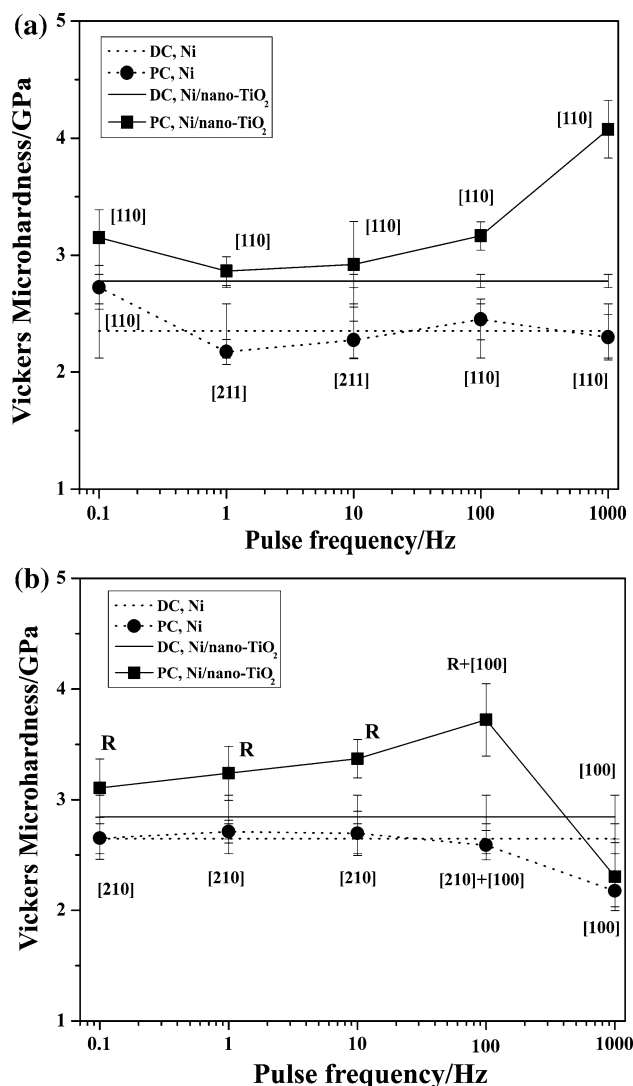 (a)
5
DC, Ni
PC, Ni
DC, Ni/nano-TiO₂
PC, Ni/nano-TiO₂
[110]
4
[110]
[110]
[110]
[110]
3
[110]
2
[211]
[211]
[110]
[110]
1
0.1
1
10
100
1000
Vickers Microhardness/GPa
Pulse frequency/Hz
(b)
5
DC, Ni
PC, Ni
DC, Ni/nano-TiO₂
PC, Ni/nano-TiO₂
R+[100]
4
R
R
R
[100]
3
[210]
[210]
[210]
[210]+[100]
2
[100]
1
0.1
1
10
100
1000
Vickers Microhardness/GPa
Pulse frequency/Hz